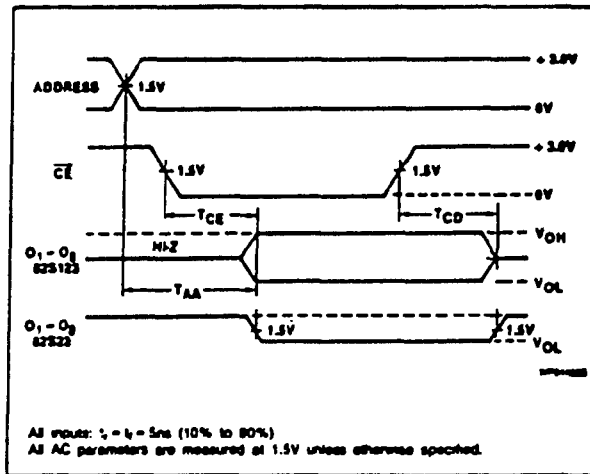 ADDRESS 1.5V + 3.0V
0V
CE 1.5V 1.5V + 3.0V
0V
TCE TCD
HI-Z VOH
O1 – O8
82S123
TAA VOL
O1 – O8
82S23 1.5V 1.5V
VOL
All inputs: tr = tf = 5ns (10% to 90%)
All AC parameters are measured at 1.5V unless otherwise specified.